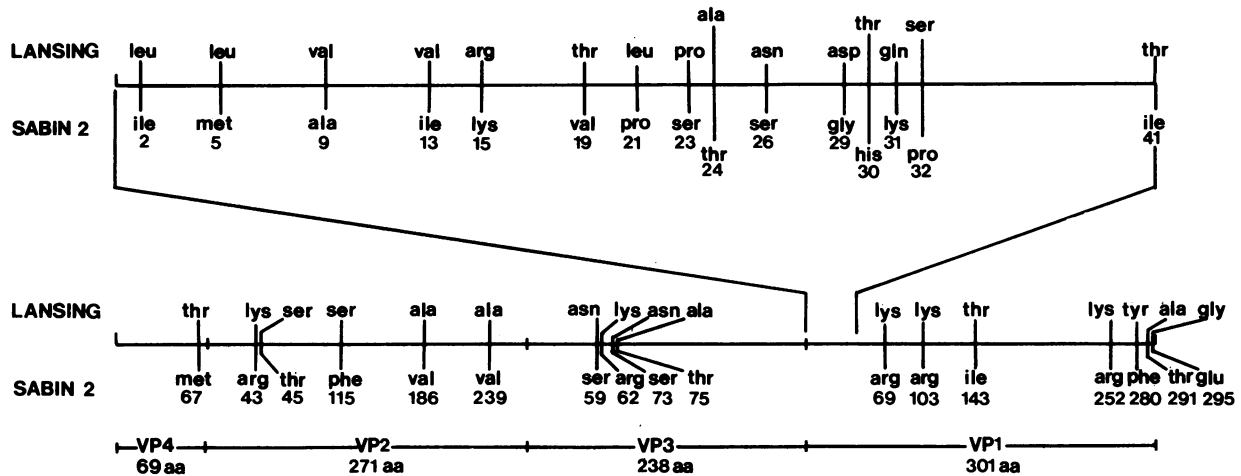 ala thr ser
LANSING leu leu val val arg thr leu pro asn asp gln thr
SABIN 2 ile met ala ile lys val pro ser ser gly lys ile
2 5 9 13 15 19 21 23 26 29 31 41
thr his pro
24 30 32
LANSING thr lys ser ser ala ala asn lys asn ala lys lys thr lys tyr ala gly
SABIN 2 met arg thr phe val val ser arg ser thr arg arg ile arg phe thr glu
67 43 45 115 186 239 59 62 73 75 69 103 143 252 280 291 295
VP4 VP2 VP3 VP1
69 aa 271 aa 238 aa 301 aa